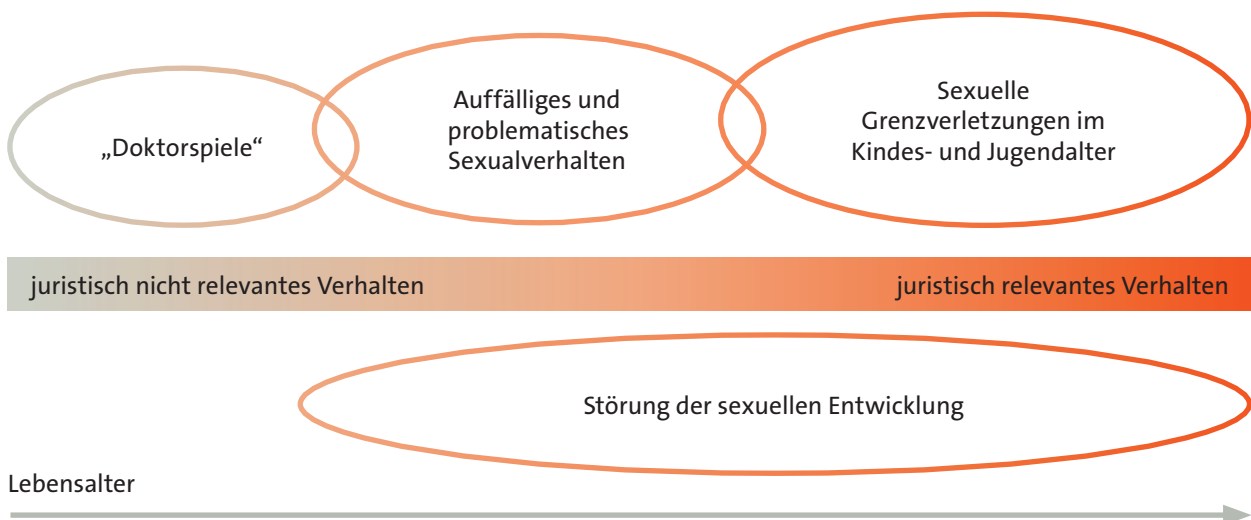 „Doktorspiele“
Auffälliges und
problematisches
Sexualverhalten
Sexuelle
Grenzverletzungen im
Kindes- und Jugendalter
juristisch nicht relevantes Verhalten
juristisch relevantes Verhalten
Störung der sexuellen Entwicklung
Lebensalter